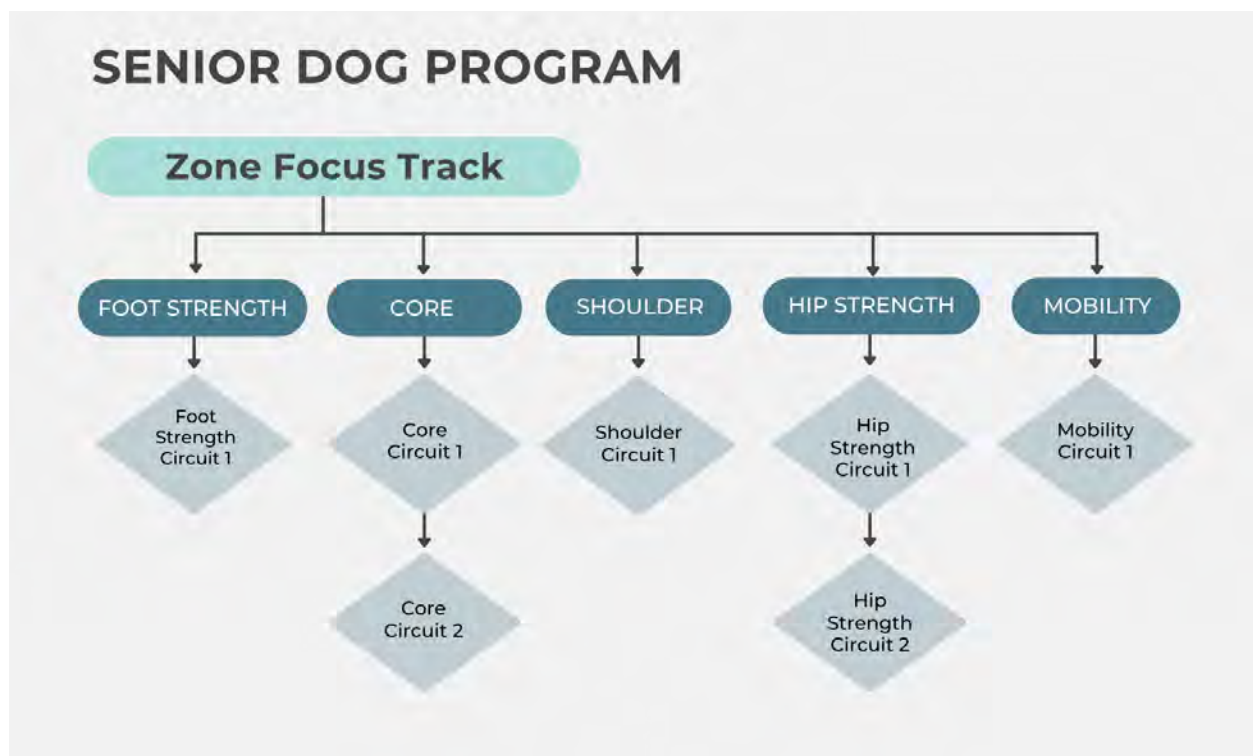 SENIOR DOG PROGRAM
Zone Focus Track
FOOT STRENGTH
CORE
SHOULDER
HIP STRENGTH
MOBILITY
Foot
Strength
Circuit 1
Core
Circuit 1
Shoulder
Circuit 1
Hip
Strength
Circuit 1
Mobility
Circuit 1
Core
Circuit 2
Hip
Strength
Circuit 2